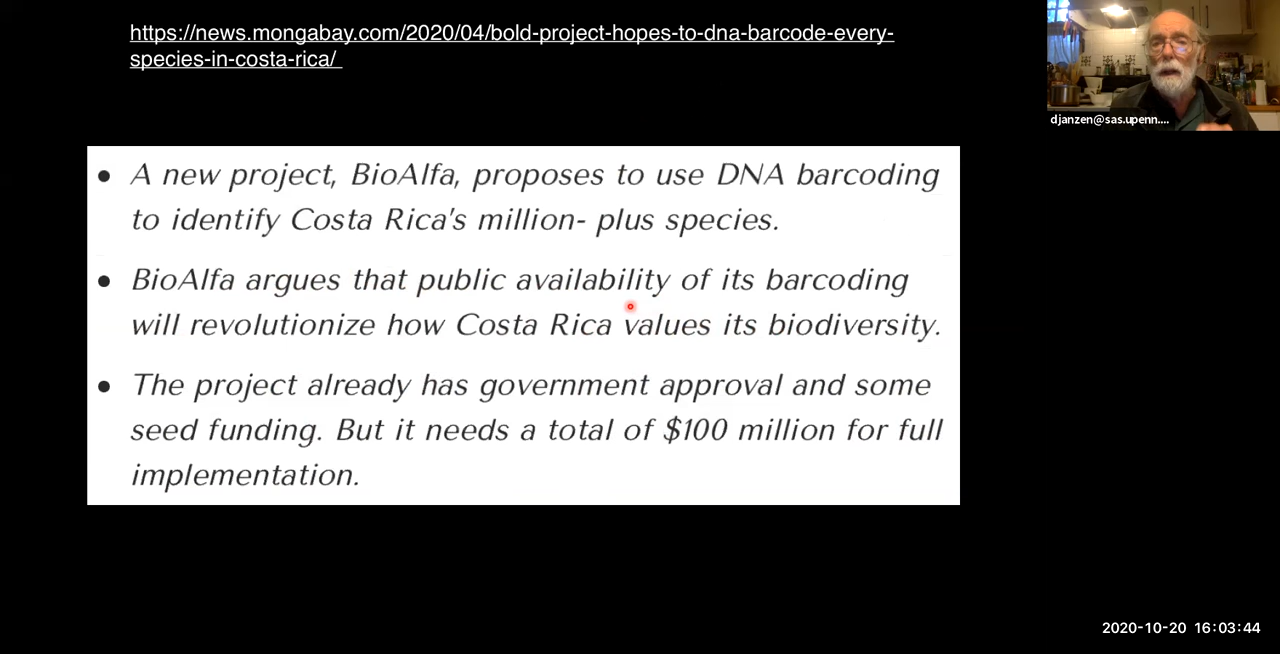 https://news.mongabay.com/2020/04/bold-project-hopes-to-dna-barcode-every-
species-in-costa-rica/
djanzen@sas.upenn....
• A new project, BioAlfa, proposes to use DNA barcoding
to identify Costa Rica's million- plus species.
• BioAlfa argues that public availability of its barcoding
will revolutionize how Costa Rica values its biodiversity.
• The project already has government approval and some
seed funding. But it needs a total of $100 million for full
implementation.
2020-10-20 16:03:44